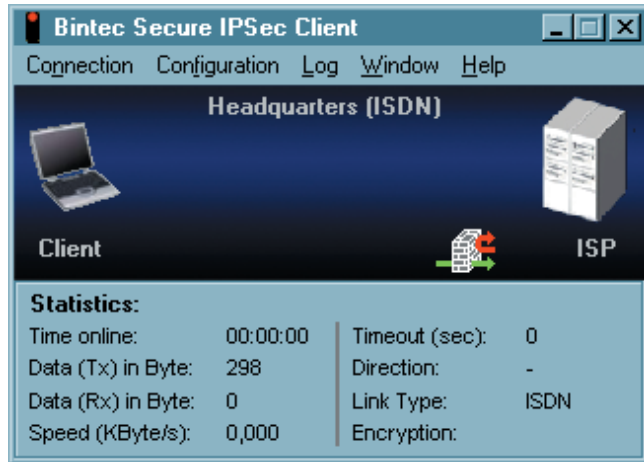 Bintec Secure IPSec Client
Connection Configuration Log Window Help
Headquarters (ISDN)
Client ISP
Statistics:
Time online: 00:00:00 Timeout (sec): 0
Data (Tx) in Byte: 298 Direction: -
Data (Rx) in Byte: 0 Link Type: ISDN
Speed (KByte/s): 0,000 Encryption: